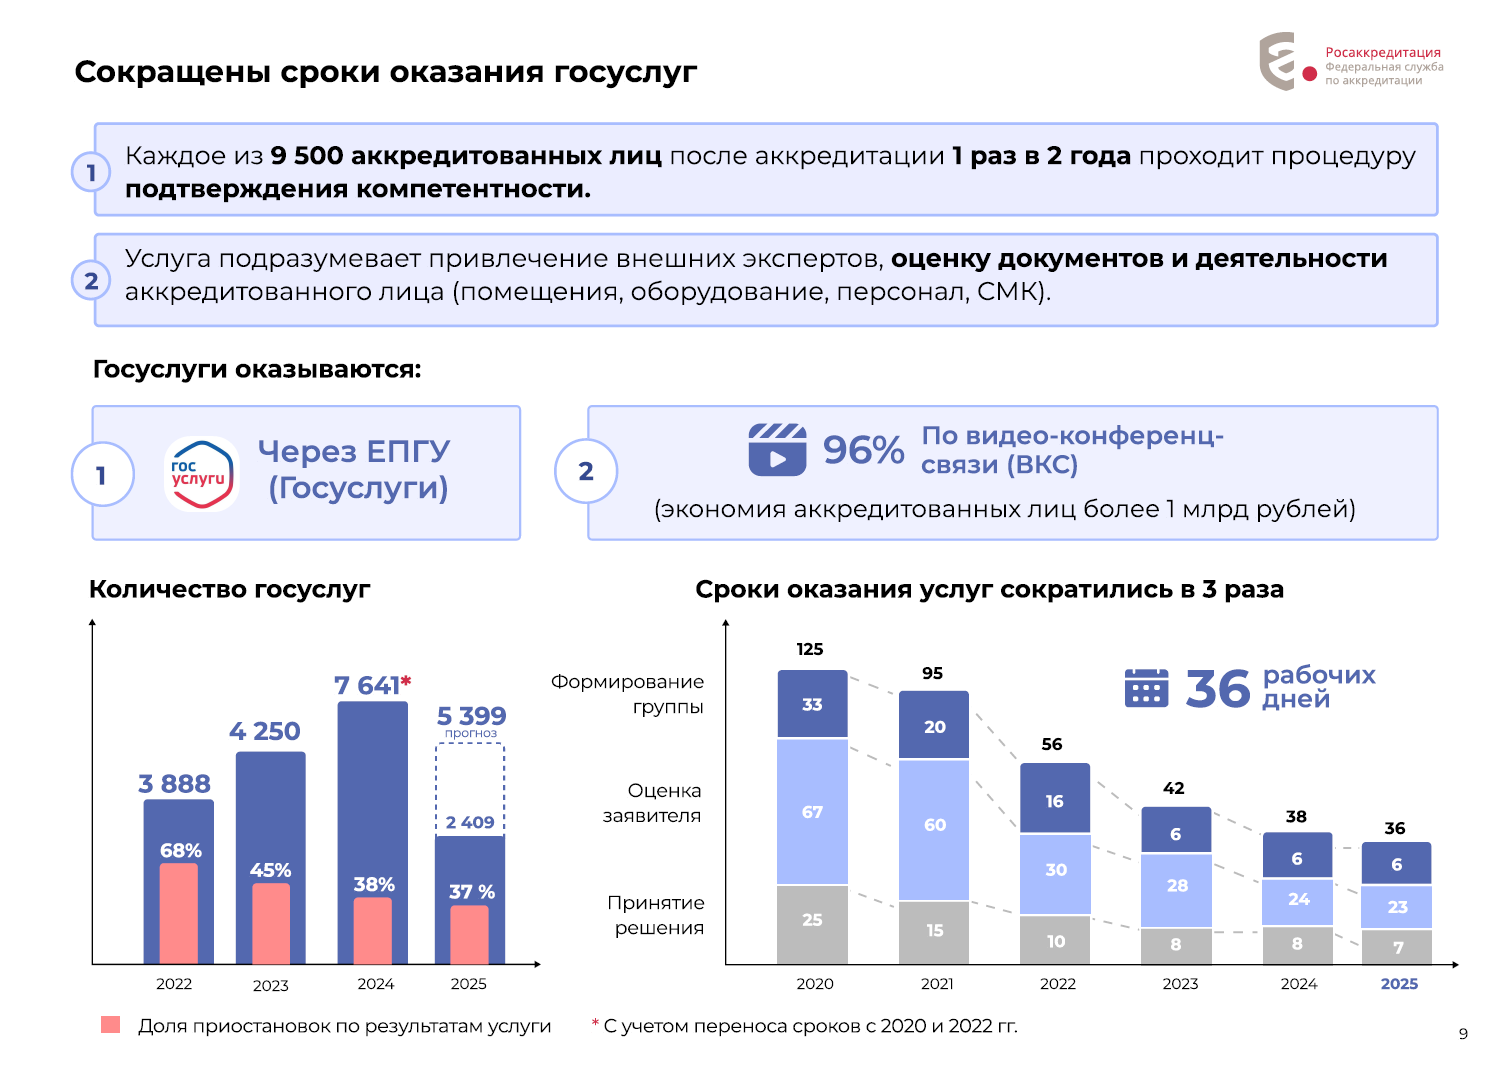 Сокращены сроки оказания госуслуг
Росаккредитация
Федеральная служба
по аккредитации
1
Каждое из 9 500 аккредитованных лиц после аккредитации 1 раз в 2 года проходит процедуру
подтверждения компетентности.
2
Услуга подразумевает привлечение внешних экспертов, оценку документов и деятельности
аккредитованного лица (помещения, оборудование, персонал, СМК).
Госуслуги оказываются:
1
гос
услуги
Через ЕПГУ
(Госуслуги)
2
96%
По видео-конференц-
связи (ВКС)
(экономия аккредитованных лиц более 1 млрд рублей)
Количество госуслуг
3 888
68%
4 250
45%
7 641*
38%
5 399
прогноз
2 409
37 %
2022
2023
2024
2025
Доля приостановок по результатам услуги
* С учетом переноса сроков с 2020 и 2022 гг.
Сроки оказания услуг сократились в 3 раза
36
рабочих
дней
Формирование
группы
Оценка
заявителя
Принятие
решения
125
33
67
25
95
20
60
15
56
16
30
10
42
6
28
8
38
6
24
8
36
6
23
7
2020
2021
2022
2023
2024
2025
9